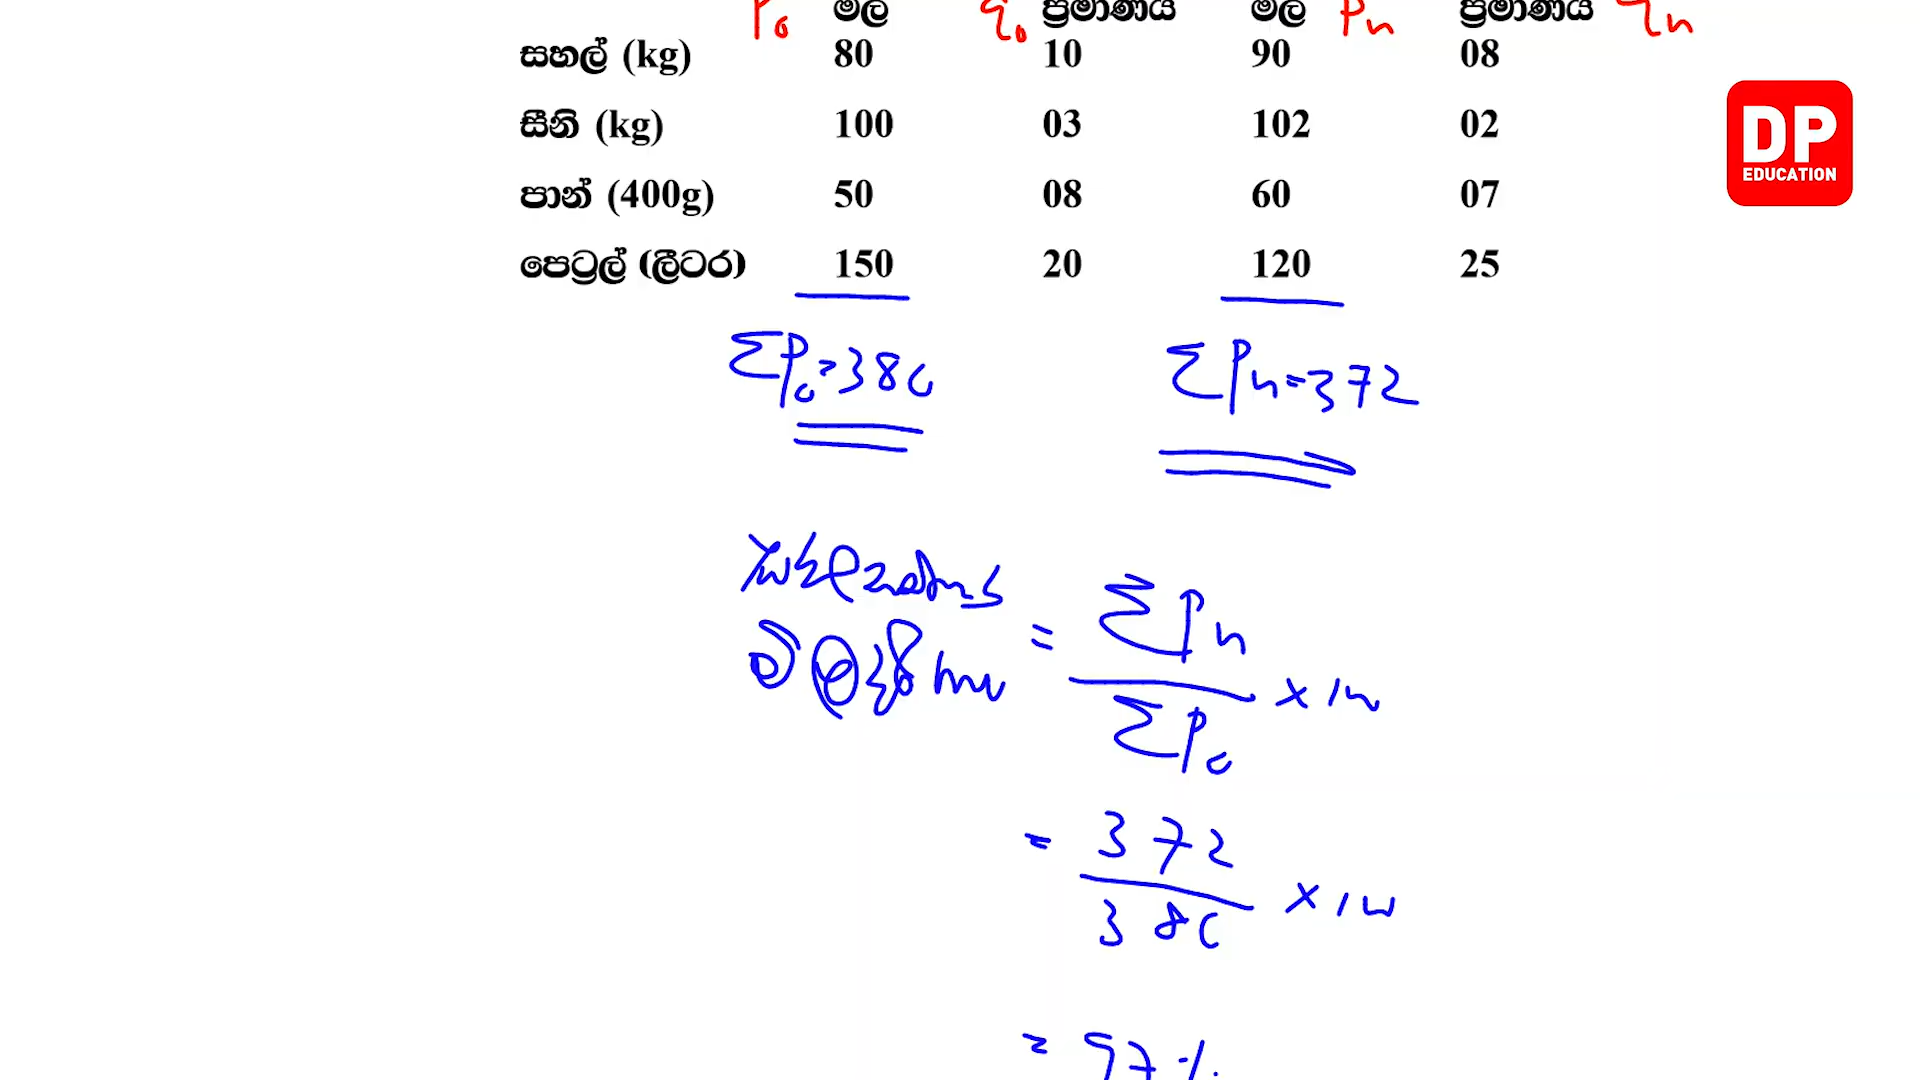 P₀ මිල q₀ ප්‍රමාණය මිල Pn ප්‍රමාණය qn
සහල් (kg) 80 10 90 08
සීනි (kg) 100 03 102 02
පාන් (400g) 50 08 60 07
පෙට්‍රල් (ලීටර) 150 20 120 25
DP
EDUCATION
ΣP₀ = 380 ΣPn = 372
= ΣPn / ΣP₀ × 100
= 372 / 380 × 100
= 97%